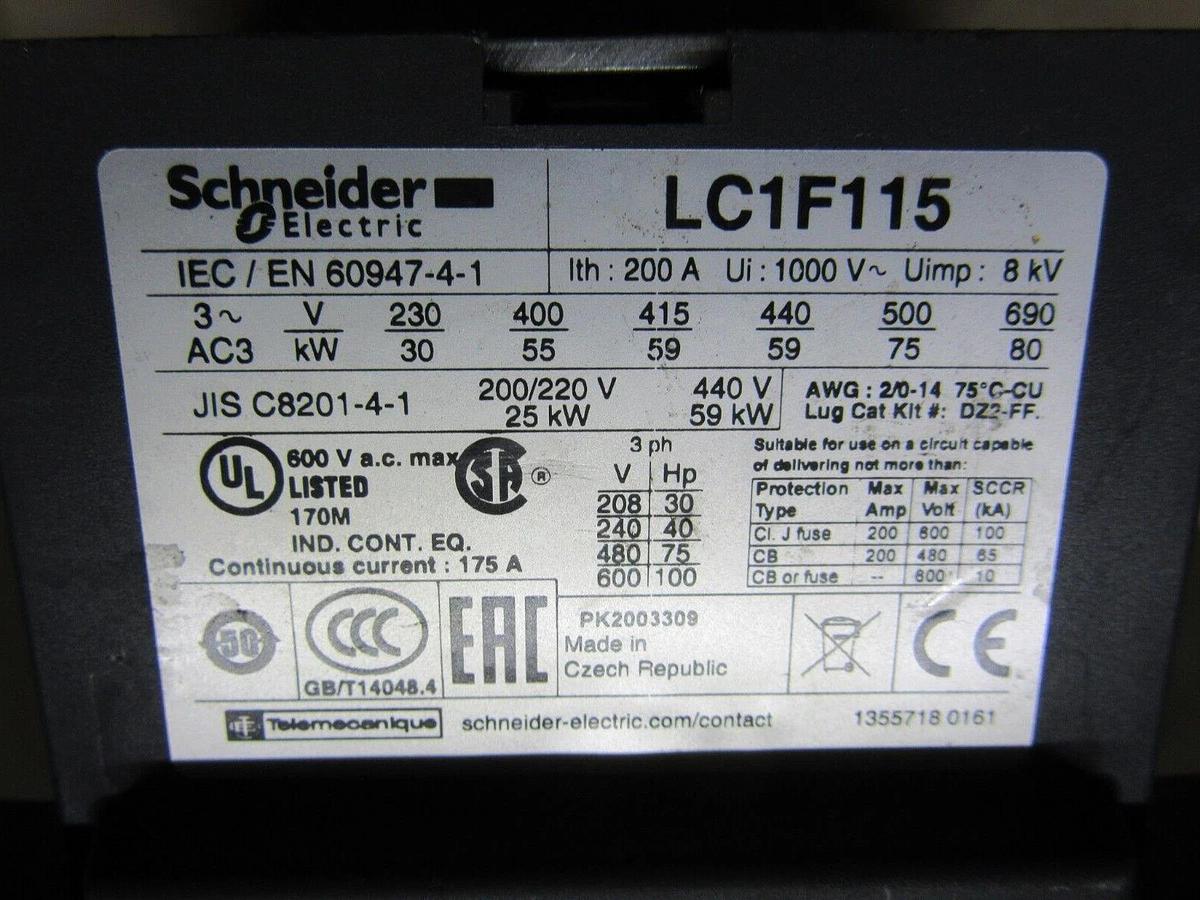 Schneider
Electric
LC1F115
IEC / EN 60947-4-1
Ith : 200 A Ui : 1000 V~ Uimp : 8 kV
3~ V 230 400 415 440 500 690
AC3 kW 30 55 59 59 75 80
JIS C8201-4-1
200/220 V 440 V
25 kW 59 kW
AWG : 2/0-14 75°C-CU
Lug Cat Kit #: DZ2-FF.
UL
600 V a.c. max
LISTED
170M
IND. CONT. EQ.
Continuous current : 175 A
SA ®
3 ph
V Hp
208 30
240 40
480 75
600 100
Suitable for use on a circuit capable
of delivering not more than:
Protection Max Max SCCR
Type Amp Volt (kA)
Cl. J fuse 200 600 100
CB 200 480 65
CB or fuse -- 600 10
50
CCC
GB/T14048.4
EAC
PK2003309
Made in
Czech Republic
CE
Telemecanique
schneider-electric.com/contact
1355718 0161